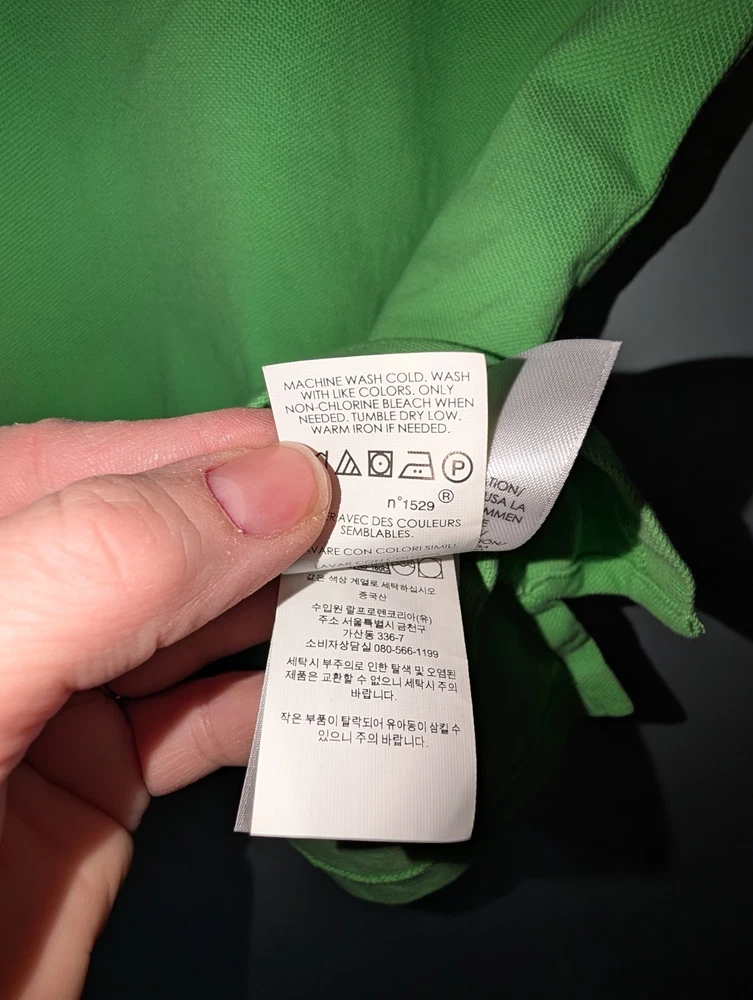 MACHINE WASH COLD. WASH
WITH LIKE COLORS. ONLY
NON-CHLORINE BLEACH WHEN
NEEDED. TUMBLE DRY LOW.
WARM IRON IF NEEDED.
P
n°1529 ®
AVEC DES COULEURS
SEMBLABLES.
CON COLORI SIMILI
같은 색상 계열로 세탁하십시오
중국산
수입원 랄프로렌코리아(유)
주소 서울특별시 금천구
가산동 336-7
소비자상담실 080-566-1199
세탁시 부주의로 인한 탈색 및 오염된
제품은 교환할 수 없으니 세탁시 주의
바랍니다.
작은 부품이 탈락되어 유아동이 삼킬 수
있으니 주의 바랍니다.
USA LA